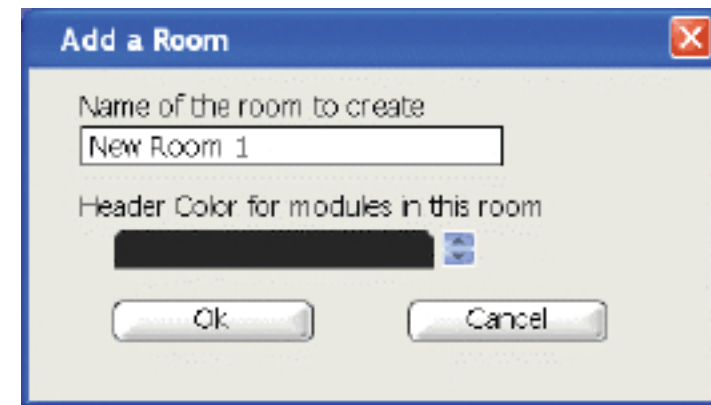 Add a Room
Name of the room to create
New Room 1
Header Color for modules in this room
Ok Cancel